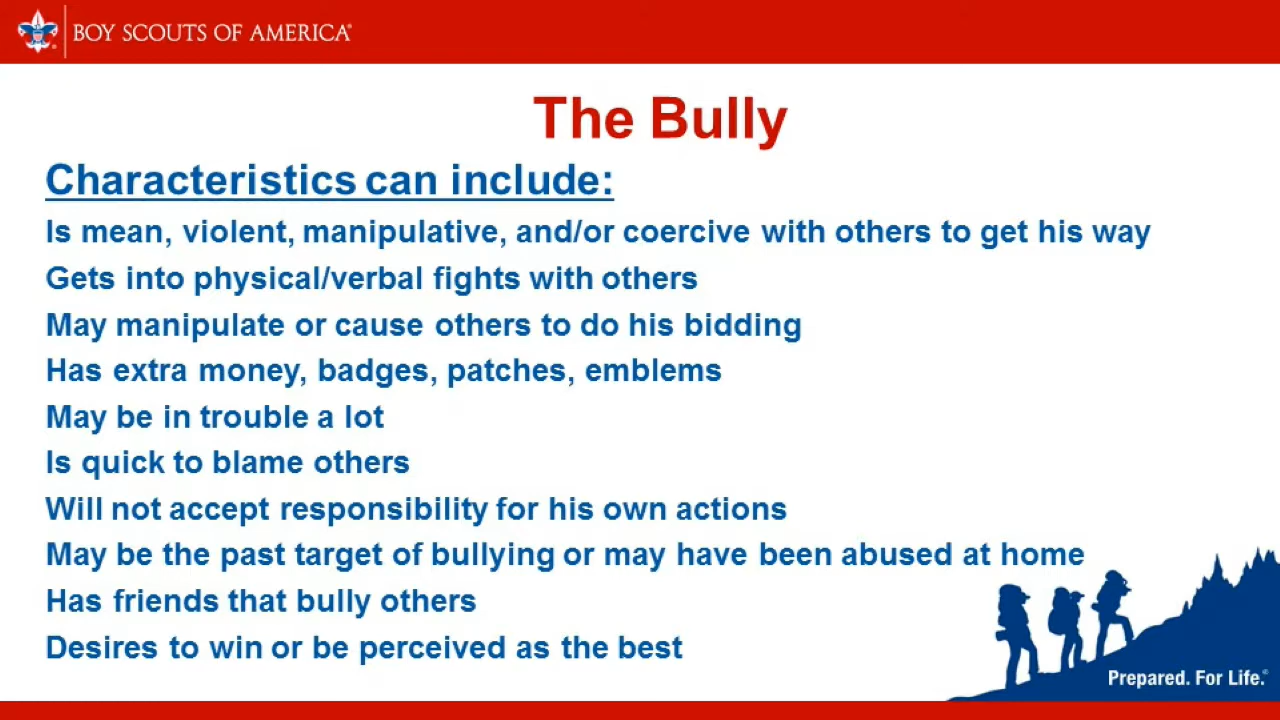 BOY SCOUTS OF AMERICA®
The Bully
Characteristics can include:
Is mean, violent, manipulative, and/or coercive with others to get his way
Gets into physical/verbal fights with others
May manipulate or cause others to do his bidding
Has extra money, badges, patches, emblems
May be in trouble a lot
Is quick to blame others
Will not accept responsibility for his own actions
May be the past target of bullying or may have been abused at home
Has friends that bully others
Desires to win or be perceived as the best
Prepared. For Life.®